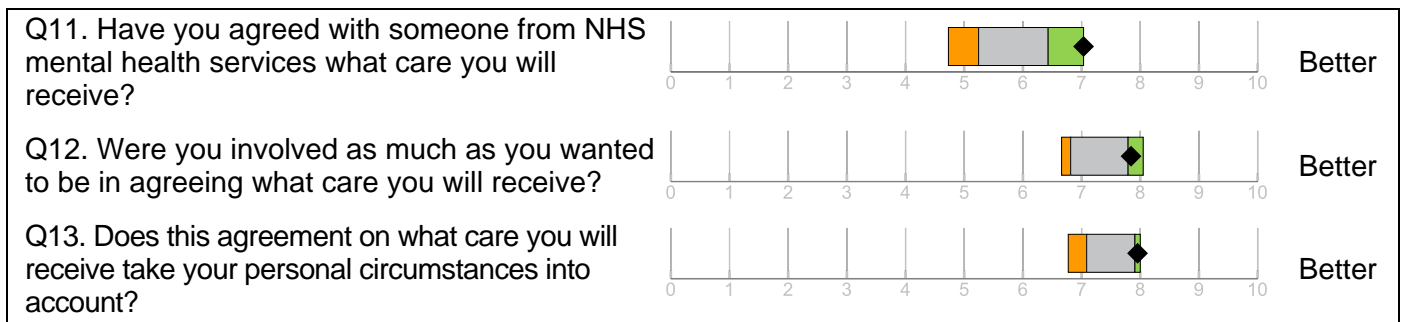 Q11. Have you agreed with someone from NHS
mental health services what care you will
receive?
0 1 2 3 4 5 6 7 8 9 10
Better
Q12. Were you involved as much as you wanted
to be in agreeing what care you will receive?
0 1 2 3 4 5 6 7 8 9 10
Better
Q13. Does this agreement on what care you will
receive take your personal circumstances into
account?
0 1 2 3 4 5 6 7 8 9 10
Better